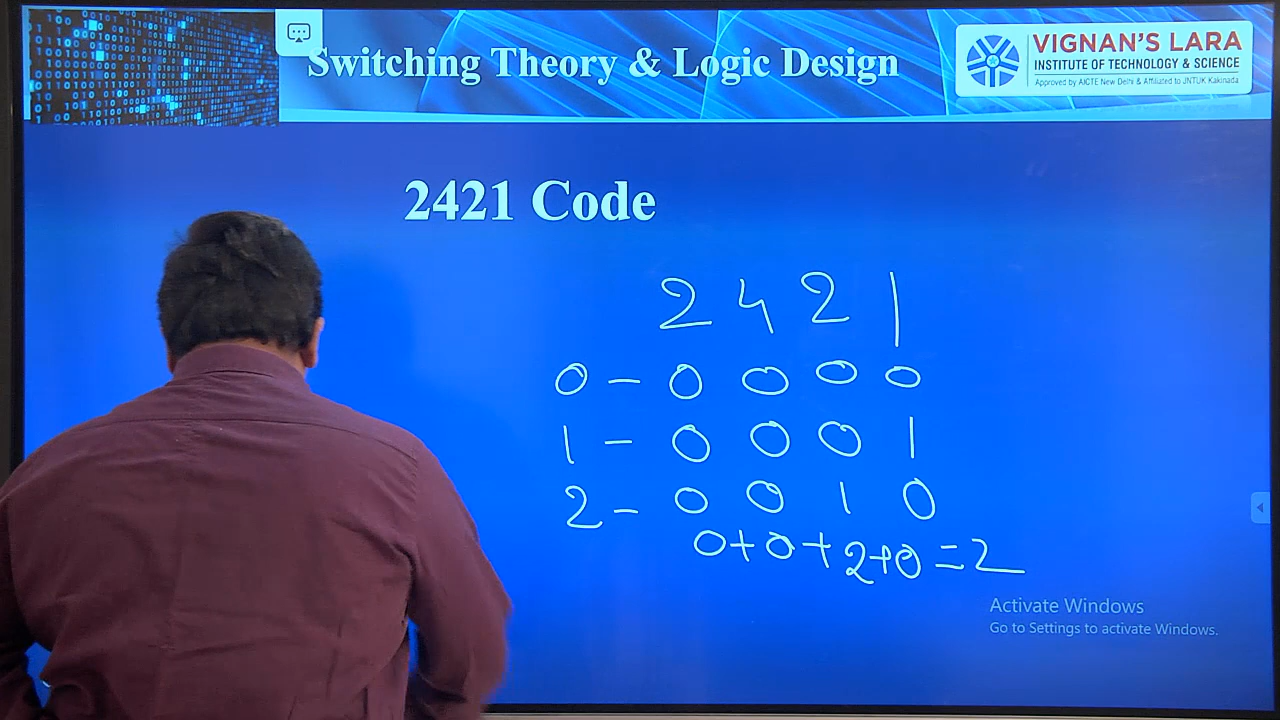 Switching Theory & Logic Design
VIGNAN'S LARA
INSTITUTE OF TECHNOLOGY & SCIENCE
Approved by AICTE New Delhi & Affiliated to JNTUK Kakinada
2421 Code
2 4 2 1
0 - 0 0 0 0
1 - 0 0 0 1
2 - 0 0 1 0
0+0+2+0=2
Activate Windows
Go to Settings to activate Windows.